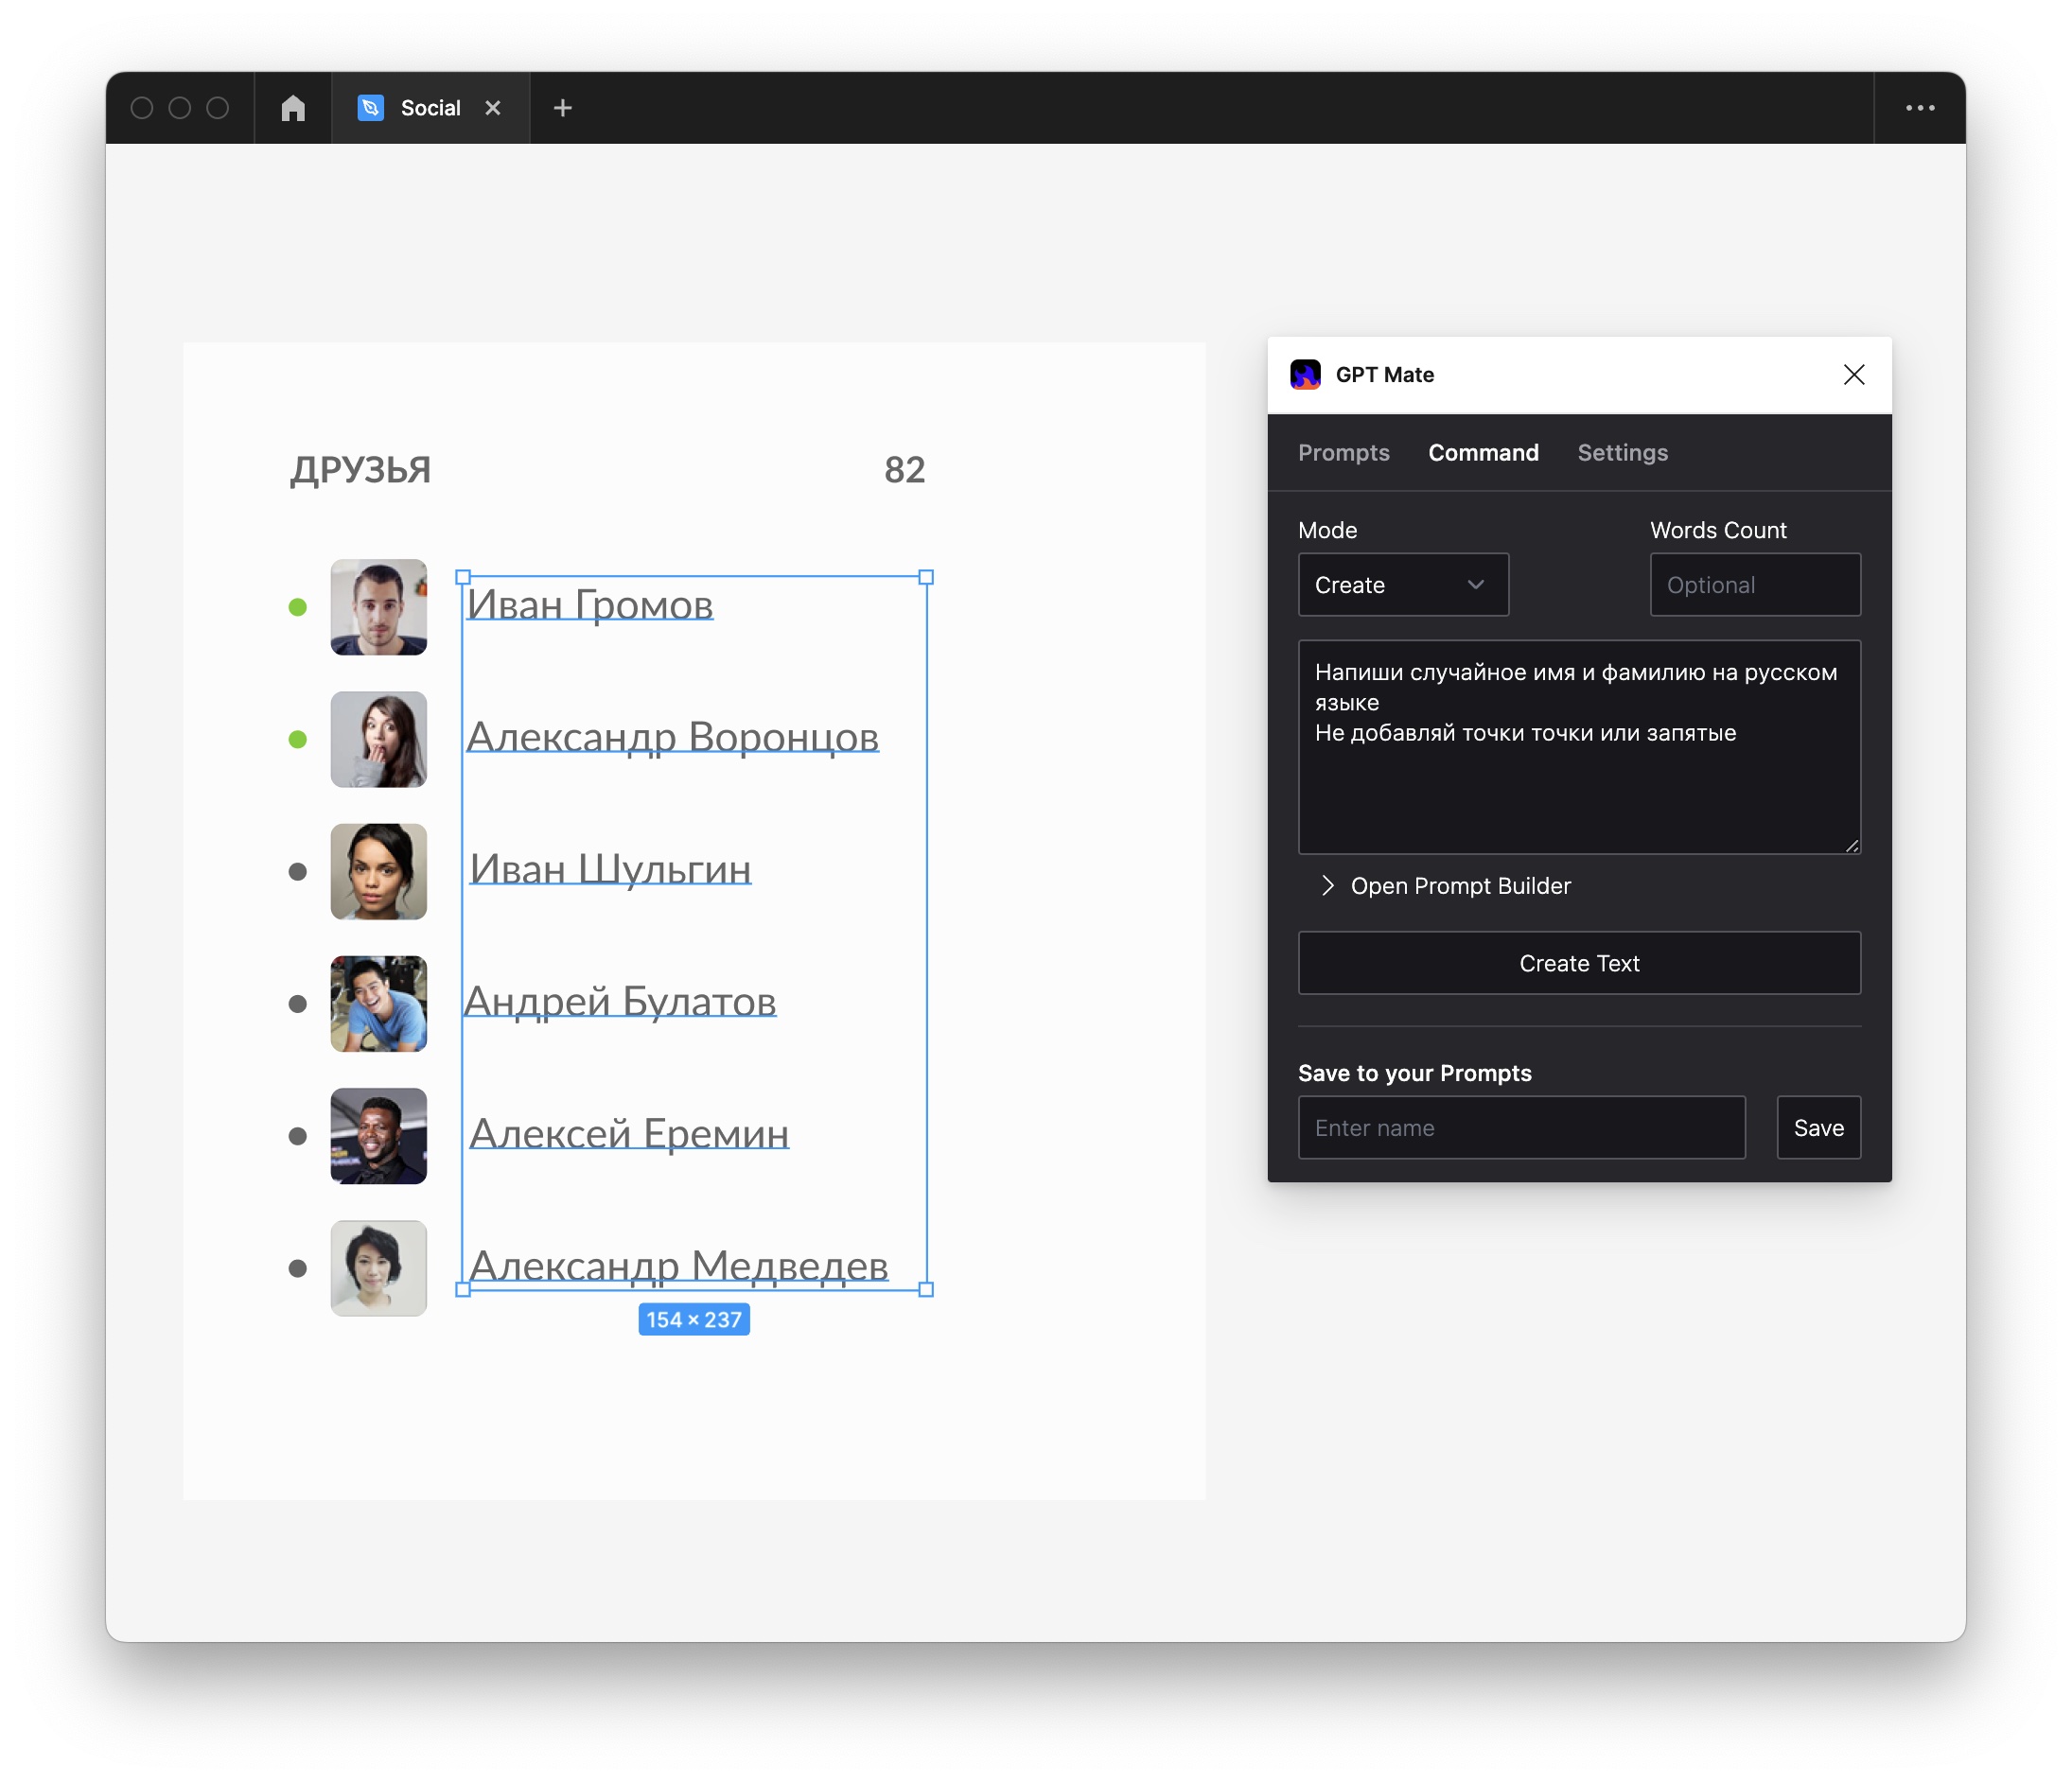 Social
ДРУЗЬЯ 82
Иван Громов
Александр Воронцов
Иван Шульгин
Андрей Булатов
Алексей Еремин
Александр Медведев
154 × 237
GPT Mate
Prompts Command Settings
Mode Words Count
Create Optional
Напиши случайное имя и фамилию на русском
языке
Не добавляй точки точки или запятые
Open Prompt Builder
Create Text
Save to your Prompts
Enter name Save